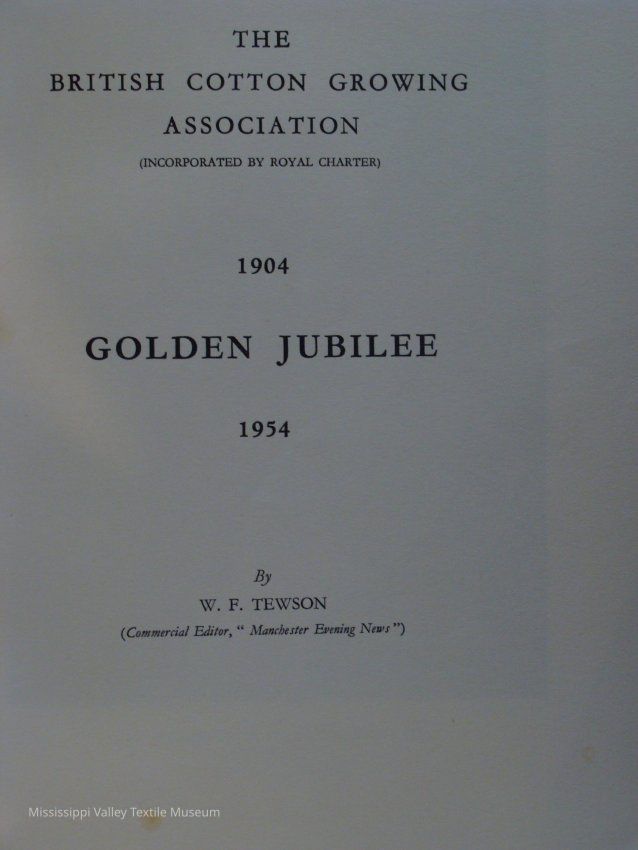 THE
BRITISH COTTON GROWING
ASSOCIATION
(INCORPORATED BY ROYAL CHARTER)
1904
GOLDEN JUBILEE
1954
By
W. F. TEWSON
(Commercial Editor, “ Manchester Evening News ”)
Mississippi Valley Textile Museum